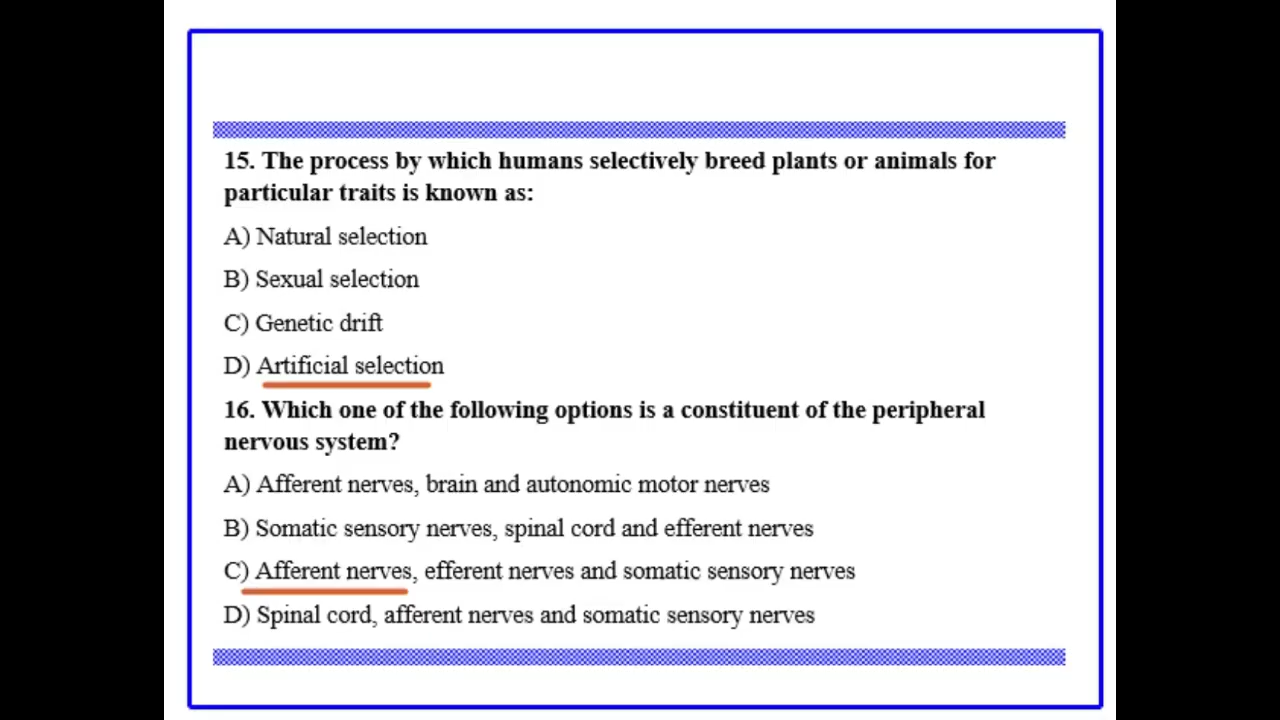 15. The process by which humans selectively breed plants or animals for
particular traits is known as:
A) Natural selection
B) Sexual selection
C) Genetic drift
D) Artificial selection
16. Which one of the following options is a constituent of the peripheral
nervous system?
A) Afferent nerves, brain and autonomic motor nerves
B) Somatic sensory nerves, spinal cord and efferent nerves
C) Afferent nerves, efferent nerves and somatic sensory nerves
D) Spinal cord, afferent nerves and somatic sensory nerves